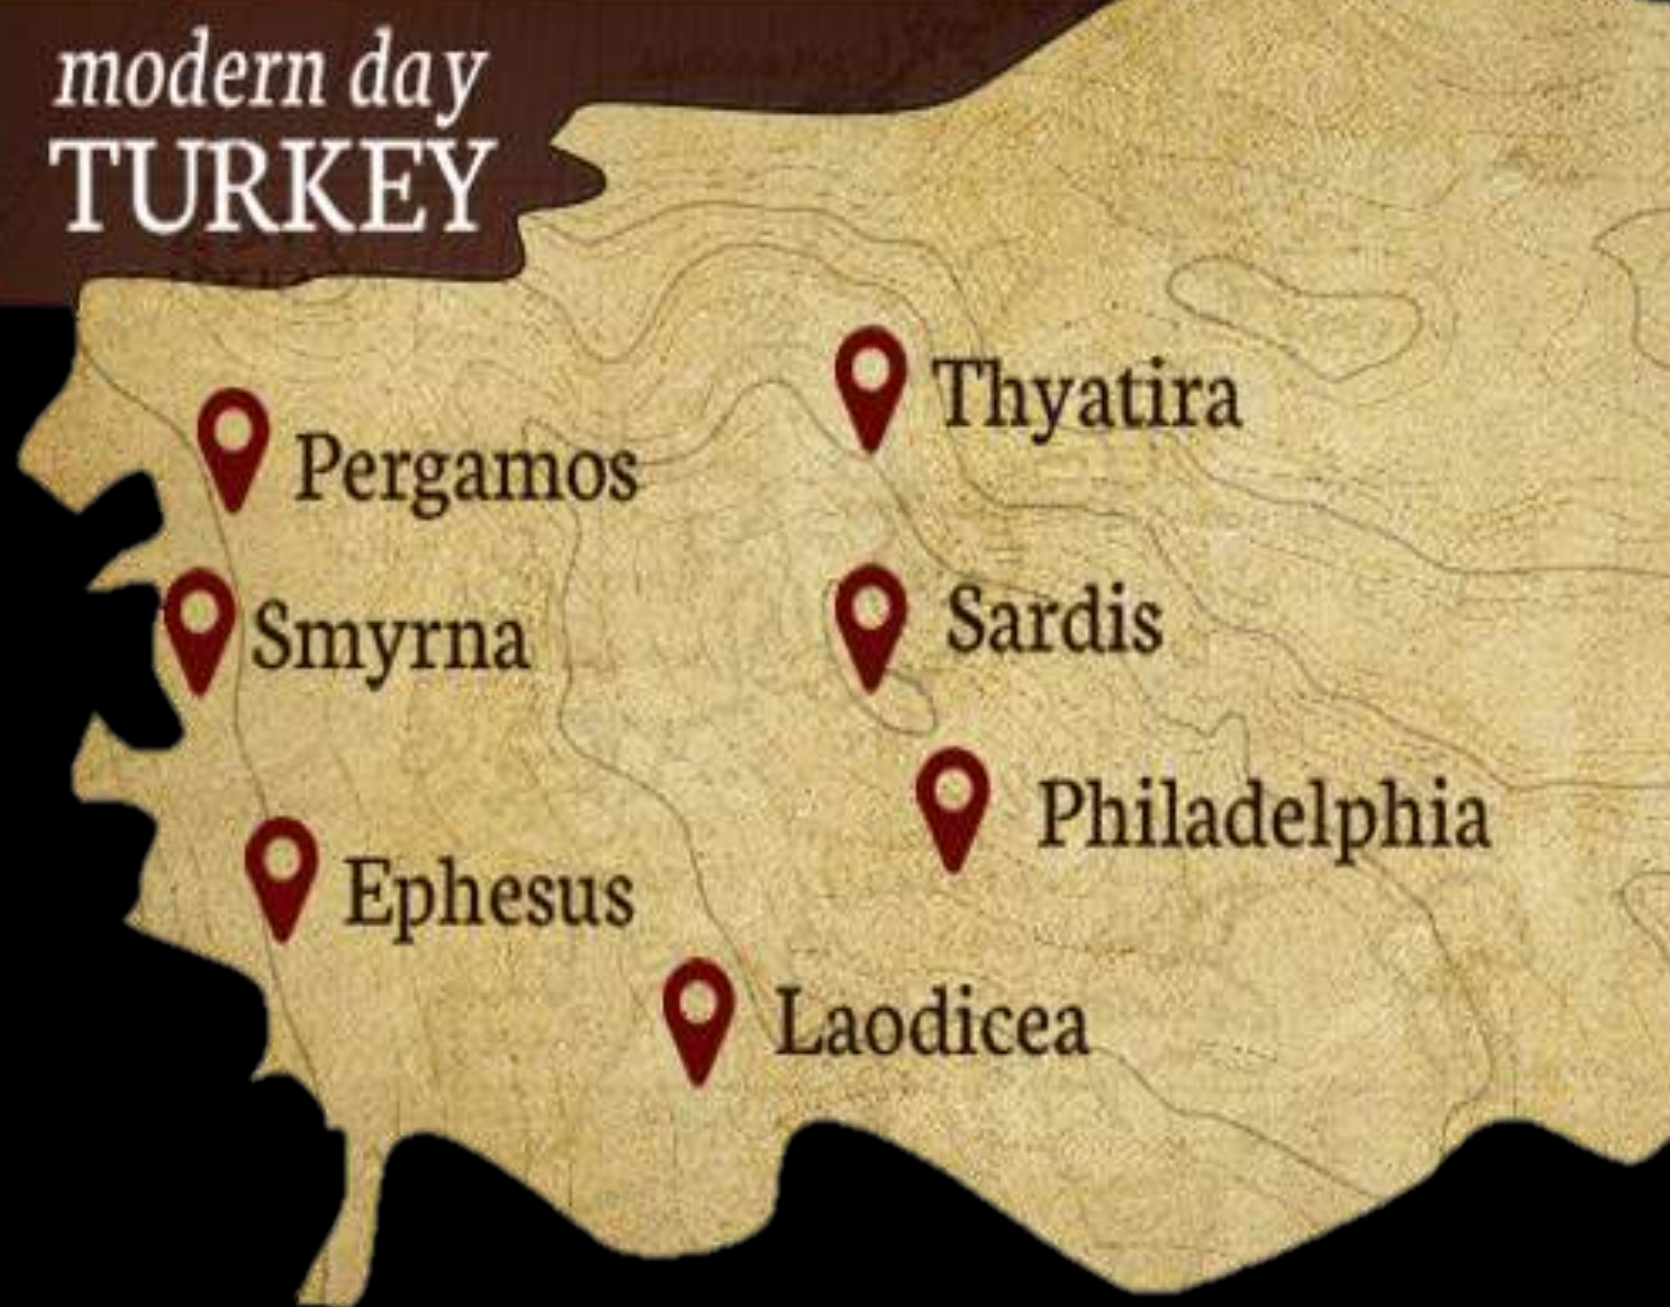 modern day
TURKEY
Thyatira
Pergamos
Sardis
Smyrna
Philadelphia
Ephesus
Laodicea